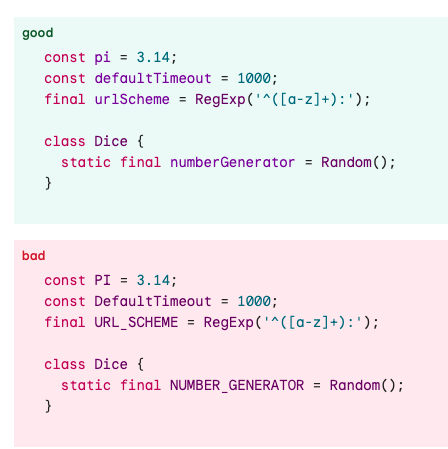 good
const pi = 3.14;
const defaultTimeout = 1000;
final urlScheme = RegExp('^([a-z]+):');
class Dice {
  static final numberGenerator = Random();
}
bad
const PI = 3.14;
const DefaultTimeout = 1000;
final URL_SCHEME = RegExp('^([a-z]+):');
class Dice {
  static final NUMBER_GENERATOR = Random();
}